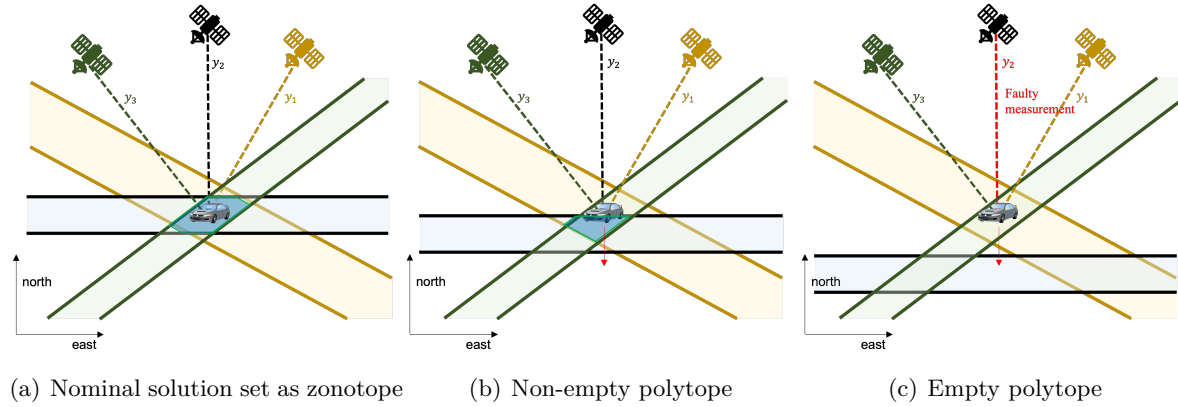 y₃
y₂
y₁
north
east
(a) Nominal solution set as zonotope
y₃
y₂
y₁
north
east
(b) Non-empty polytope
y₃
y₂
Faulty
measurement
y₁
north
east
(c) Empty polytope